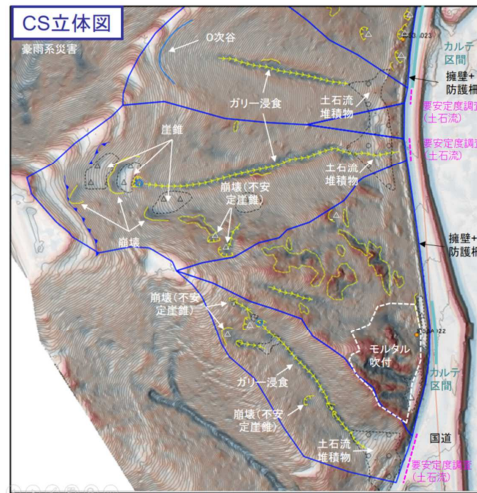 CS立体図
豪雨系災害
0次谷
カルテ
区間
擁壁+
防護柵
ガリー浸食
土石流
堆積物
要安定度調査
(土石流)
崖錐
要安定度調査
(土石流)
土石流
堆積物
崩壊
崩壊(不安
定崖錐)
擁壁+
防護柵
崩壊(不安
定崖錐)
モルタル
吹付
カルテ
区間
ガリー浸食
崩壊(不安
定崖錐)
土石流
堆積物
国道
要安定度調査
(土石流)